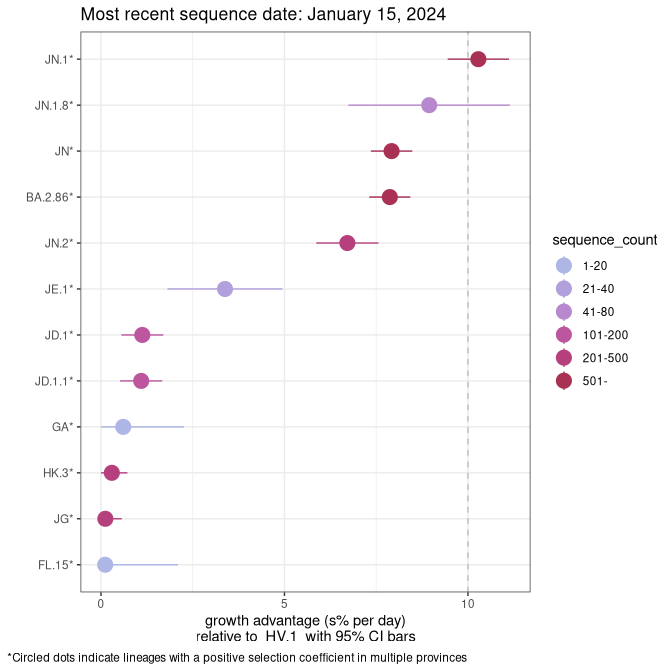 Most recent sequence date: January 15, 2024
JN.1*
JN.1.8*
JN*
BA.2.86*
JN.2*
JE.1*
JD.1*
JD.1.1*
GA*
HK.3*
JG*
FL.15*
0 5 10
growth advantage (s% per day)
relative to HV.1 with 95% CI bars
sequence_count
1-20
21-40
41-80
101-200
201-500
501-
*Circled dots indicate lineages with a positive selection coefficient in multiple provinces